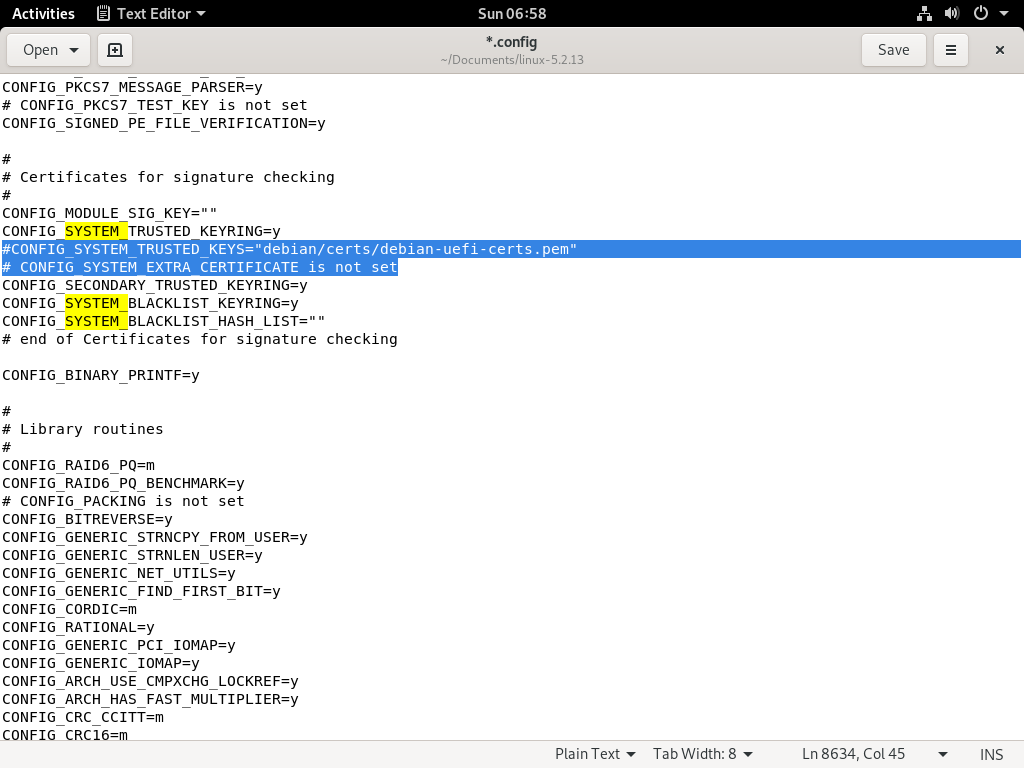 Activities Text Editor Sun 06:58
Open *.config Save
~/Documents/linux-5.2.13
CONFIG_PKCS7_MESSAGE_PARSER=y
# CONFIG_PKCS7_TEST_KEY is not set
CONFIG_SIGNED_PE_FILE_VERIFICATION=y
#
# Certificates for signature checking
#
CONFIG_MODULE_SIG_KEY=""
CONFIG_SYSTEM_TRUSTED_KEYRING=y
#CONFIG_SYSTEM_TRUSTED_KEYS="debian/certs/debian-uefi-certs.pem"
# CONFIG_SYSTEM_EXTRA_CERTIFICATE is not set
CONFIG_SECONDARY_TRUSTED_KEYRING=y
CONFIG_SYSTEM_BLACKLIST_KEYRING=y
CONFIG_SYSTEM_BLACKLIST_HASH_LIST=""
# end of Certificates for signature checking
CONFIG_BINARY_PRINTF=y
#
# Library routines
#
CONFIG_RAID6_PQ=m
CONFIG_RAID6_PQ_BENCHMARK=y
# CONFIG_PACKING is not set
CONFIG_BITREVERSE=y
CONFIG_GENERIC_STRNCPY_FROM_USER=y
CONFIG_GENERIC_STRNLEN_USER=y
CONFIG_GENERIC_NET_UTILS=y
CONFIG_GENERIC_FIND_FIRST_BIT=y
CONFIG_CORDIC=m
CONFIG_RATIONAL=y
CONFIG_GENERIC_PCI_IOMAP=y
CONFIG_GENERIC_IOMAP=y
CONFIG_ARCH_USE_CMPXCHG_LOCKREF=y
CONFIG_ARCH_HAS_FAST_MULTIPLIER=y
CONFIG_CRC_CCITT=m
CONFIG_CRC16=m
Plain Text Tab Width: 8 Ln 8634, Col 45 INS